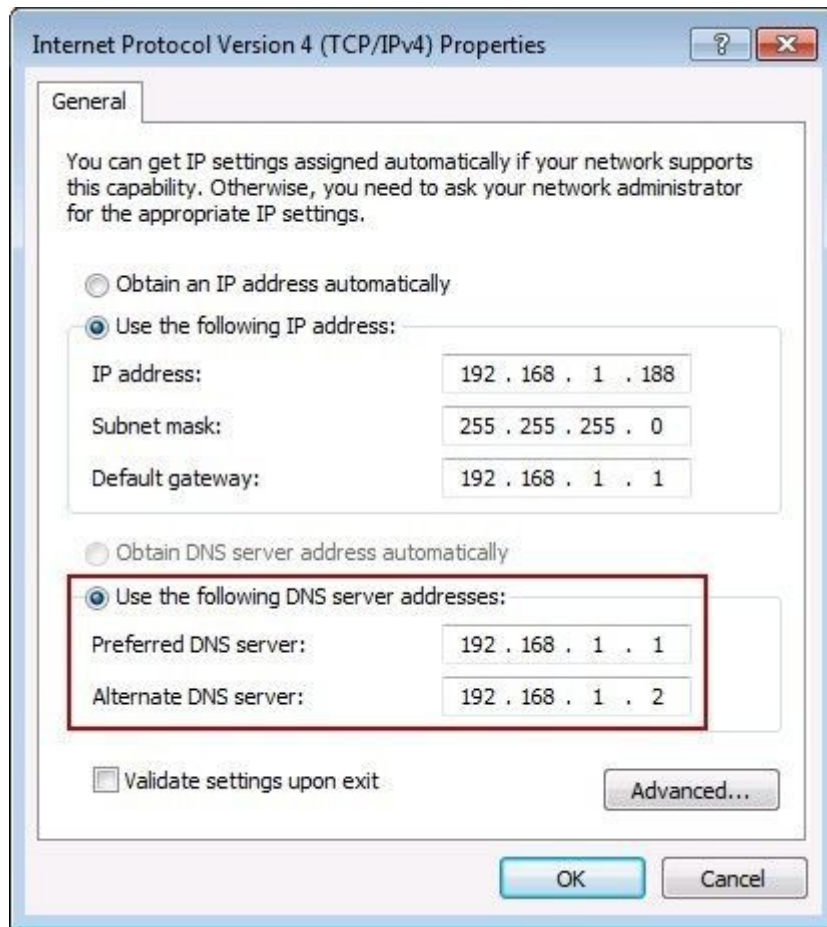 Internet Protocol Version 4 (TCP/IPv4) Properties
General
You can get IP settings assigned automatically if your network supports
this capability. Otherwise, you need to ask your network administrator
for the appropriate IP settings.
Obtain an IP address automatically
Use the following IP address:
IP address: 192 . 168 . 1 . 188
Subnet mask: 255 . 255 . 255 . 0
Default gateway: 192 . 168 . 1 . 1
Obtain DNS server address automatically
Use the following DNS server addresses:
Preferred DNS server: 192 . 168 . 1 . 1
Alternate DNS server: 192 . 168 . 1 . 2
Validate settings upon exit
Advanced...
OK Cancel